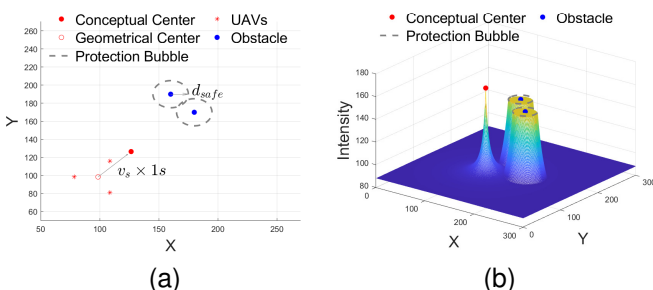 Conceptual Center
UAVs
Geometrical Center
Obstacle
Protection Bubble
260
240
220
200
180
160
140
120
100
80
60
Y
50
100
150
200
250
X
d_safe
v_s × 1s
(a)
Conceptual Center
Obstacle
Protection Bubble
180
160
140
120
100
80
Intensity
0
100
200
300
X
0
100
200
300
Y
(b)